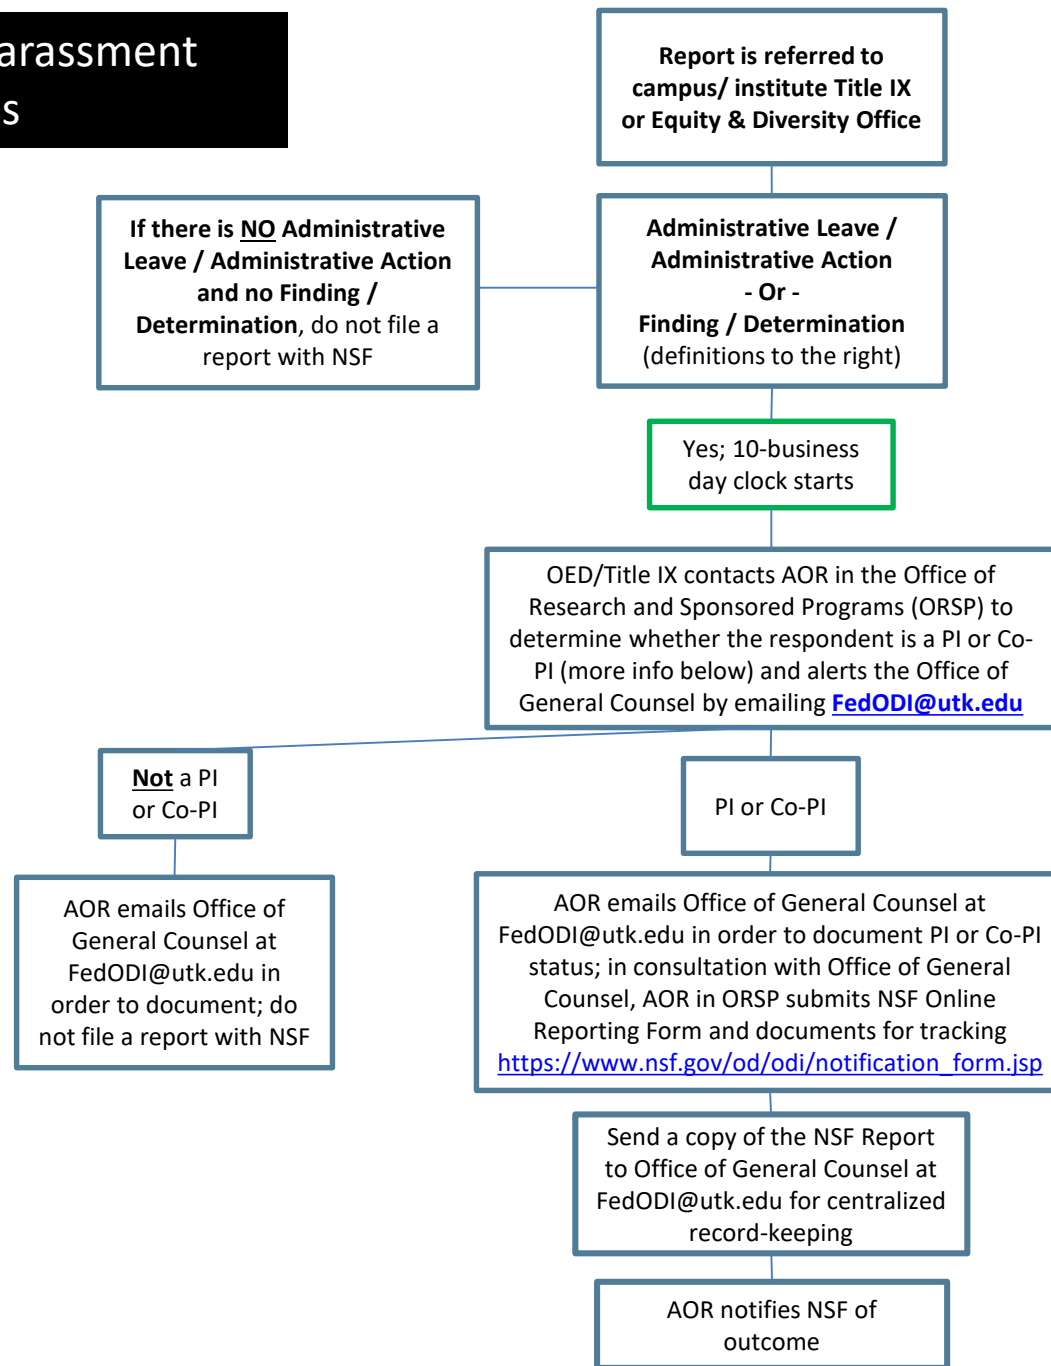 arassment
s
Report is referred to
campus/ institute Title IX
or Equity & Diversity Office
If there is NO Administrative
Leave / Administrative Action
and no Finding /
Determination, do not file a
report with NSF
Administrative Leave /
Administrative Action
- Or -
Finding / Determination
(definitions to the right)
Yes; 10-business
day clock starts
OED/Title IX contacts AOR in the Office of
Research and Sponsored Programs (ORSP) to
determine whether the respondent is a PI or Co-
PI (more info below) and alerts the Office of
General Counsel by emailing FedODI@utk.edu
Not a PI
or Co-PI
PI or Co-PI
AOR emails Office of
General Counsel at
FedODI@utk.edu in
order to document; do
not file a report with NSF
AOR emails Office of General Counsel at
FedODI@utk.edu in order to document PI or Co-PI
status; in consultation with Office of General
Counsel, AOR in ORSP submits NSF Online
Reporting Form and documents for tracking
https://www.nsf.gov/od/odi/notification_form.jsp
Send a copy of the NSF Report
to Office of General Counsel at
FedODI@utk.edu for centralized
record-keeping
AOR notifies NSF of
outcome